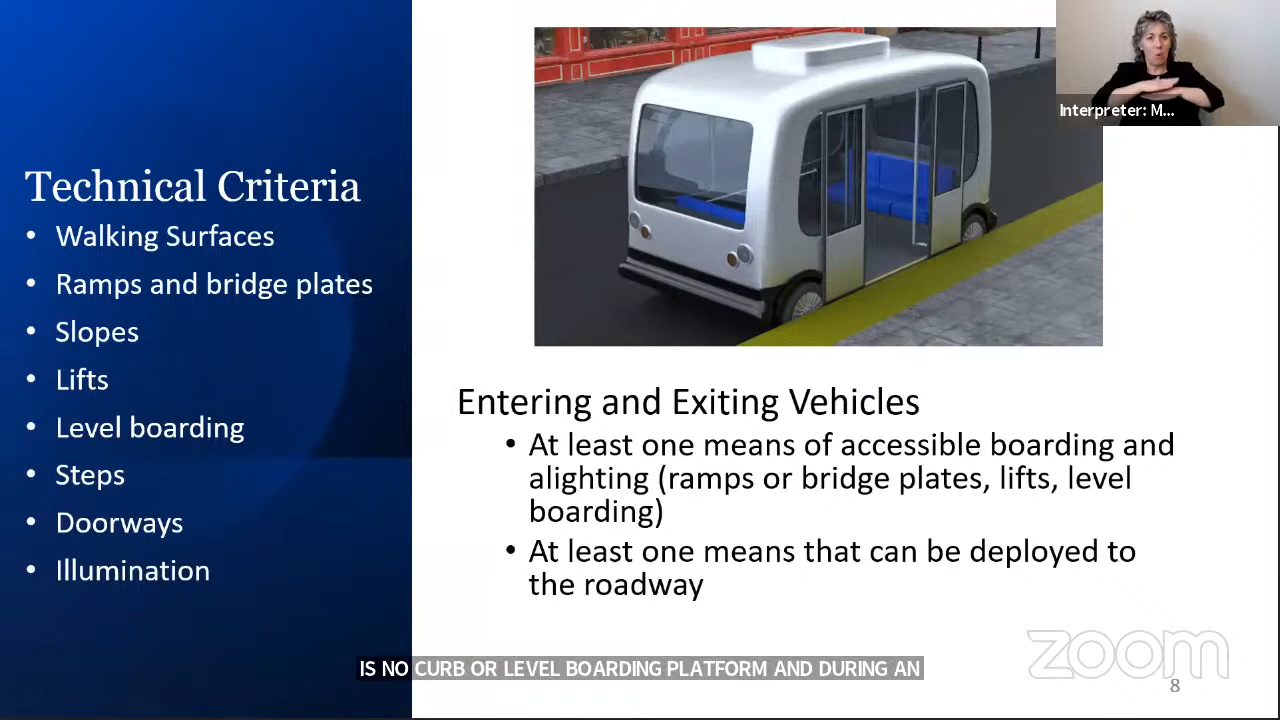 Technical Criteria
• Walking Surfaces
• Ramps and bridge plates
• Slopes
• Lifts
• Level boarding
• Steps
• Doorways
• Illumination
Interpreter: M...
Entering and Exiting Vehicles
• At least one means of accessible boarding and
alighting (ramps or bridge plates, lifts, level
boarding)
• At least one means that can be deployed to
the roadway
IS NO CURB OR LEVEL BOARDING PLATFORM AND DURING AN
zoom
8